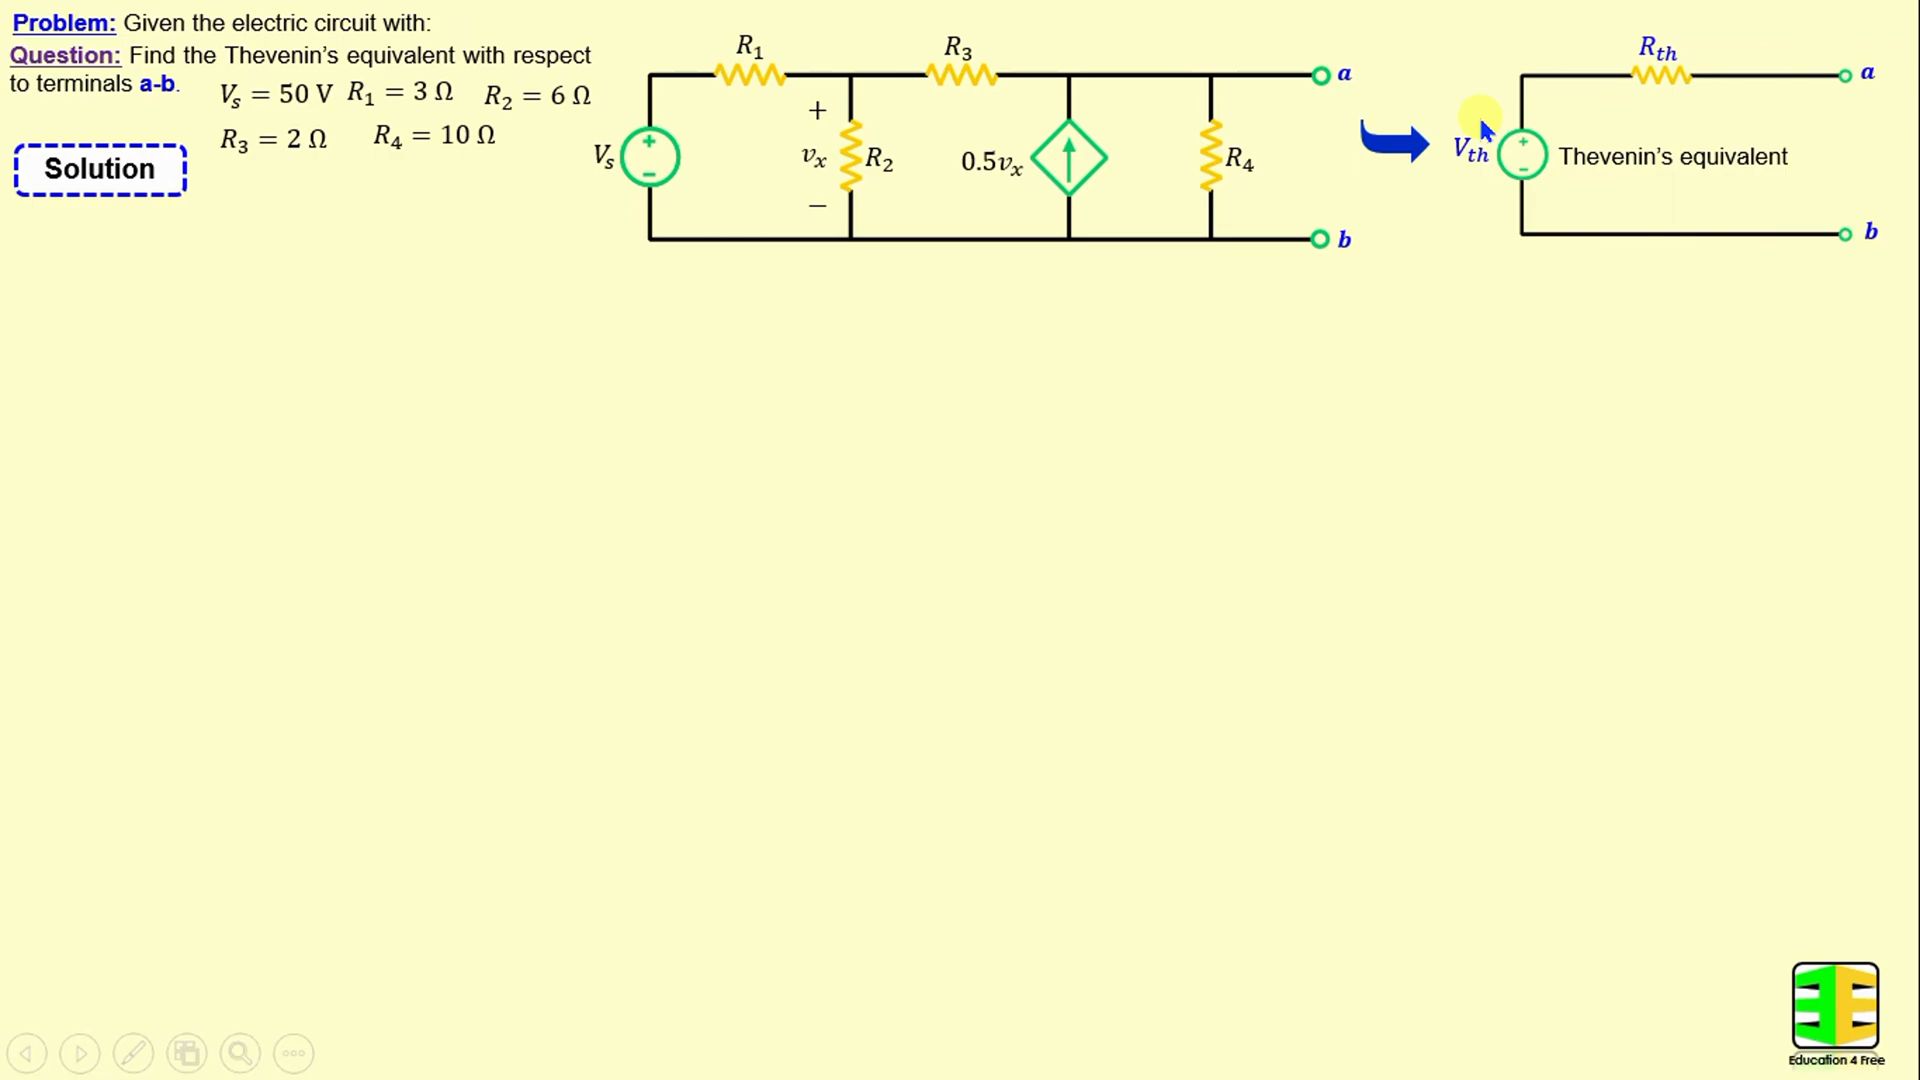 Problem: Given the electric circuit with:
Question: Find the Thevenin’s equivalent with respect
to terminals a-b.
Vₛ = 50 V R₁ = 3 Ω R₂ = 6 Ω
R₃ = 2 Ω R₄ = 10 Ω
Solution
R₁
R₃
a
+
vₓ
−
R₂
Vₛ
+
−
0.5vₓ
R₄
b
Rₜₕ
a
Vₜₕ
+
−
Thevenin’s equivalent
b
Education 4 Free